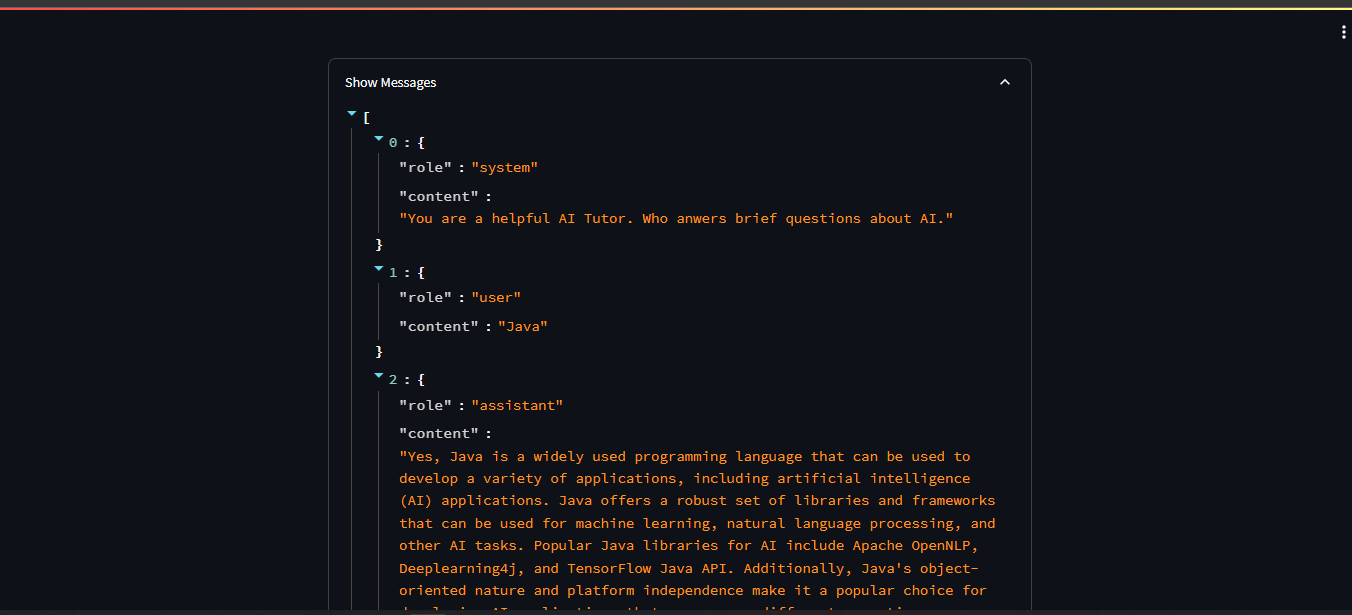 Show Messages
[
0 : {
"role" : "system"
"content" :
"You are a helpful AI Tutor. Who anwers brief questions about AI."
}
1 : {
"role" : "user"
"content" : "Java"
}
2 : {
"role" : "assistant"
"content" :
"Yes, Java is a widely used programming language that can be used to
develop a variety of applications, including artificial intelligence
(AI) applications. Java offers a robust set of libraries and frameworks
that can be used for machine learning, natural language processing, and
other AI tasks. Popular Java libraries for AI include Apache OpenNLP,
Deeplearning4j, and TensorFlow Java API. Additionally, Java's object-
oriented nature and platform independence make it a popular choice for